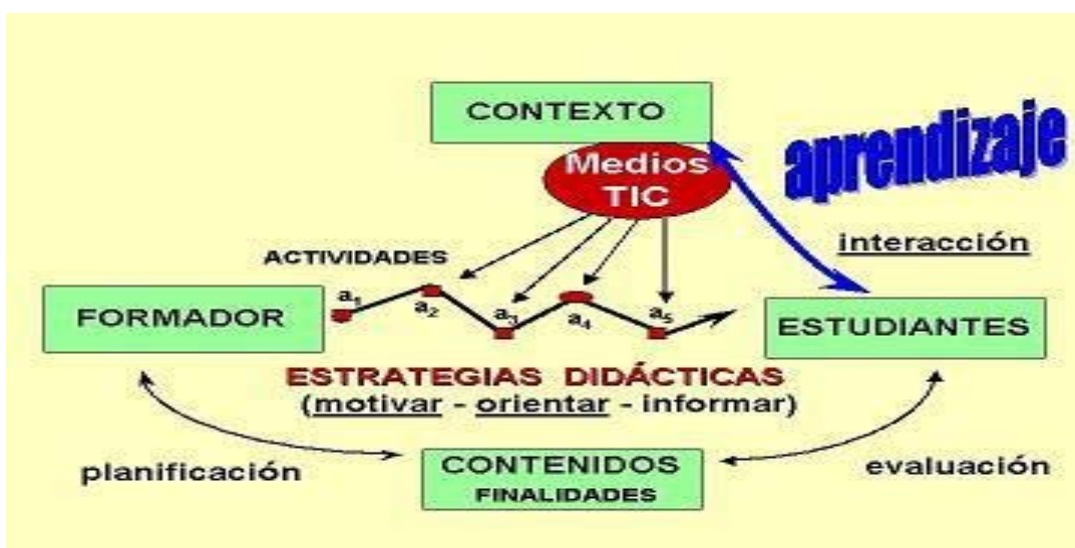 CONTEXTO
Medios
TIC
aprendizaje
interacción
ACTIVIDADES
FORMADOR
a1
a2
a3
a4
a5
ESTUDIANTES
ESTRATEGIAS DIDÁCTICAS
(motivar - orientar - informar)
planificación
CONTENIDOS
FINALIDADES
evaluación